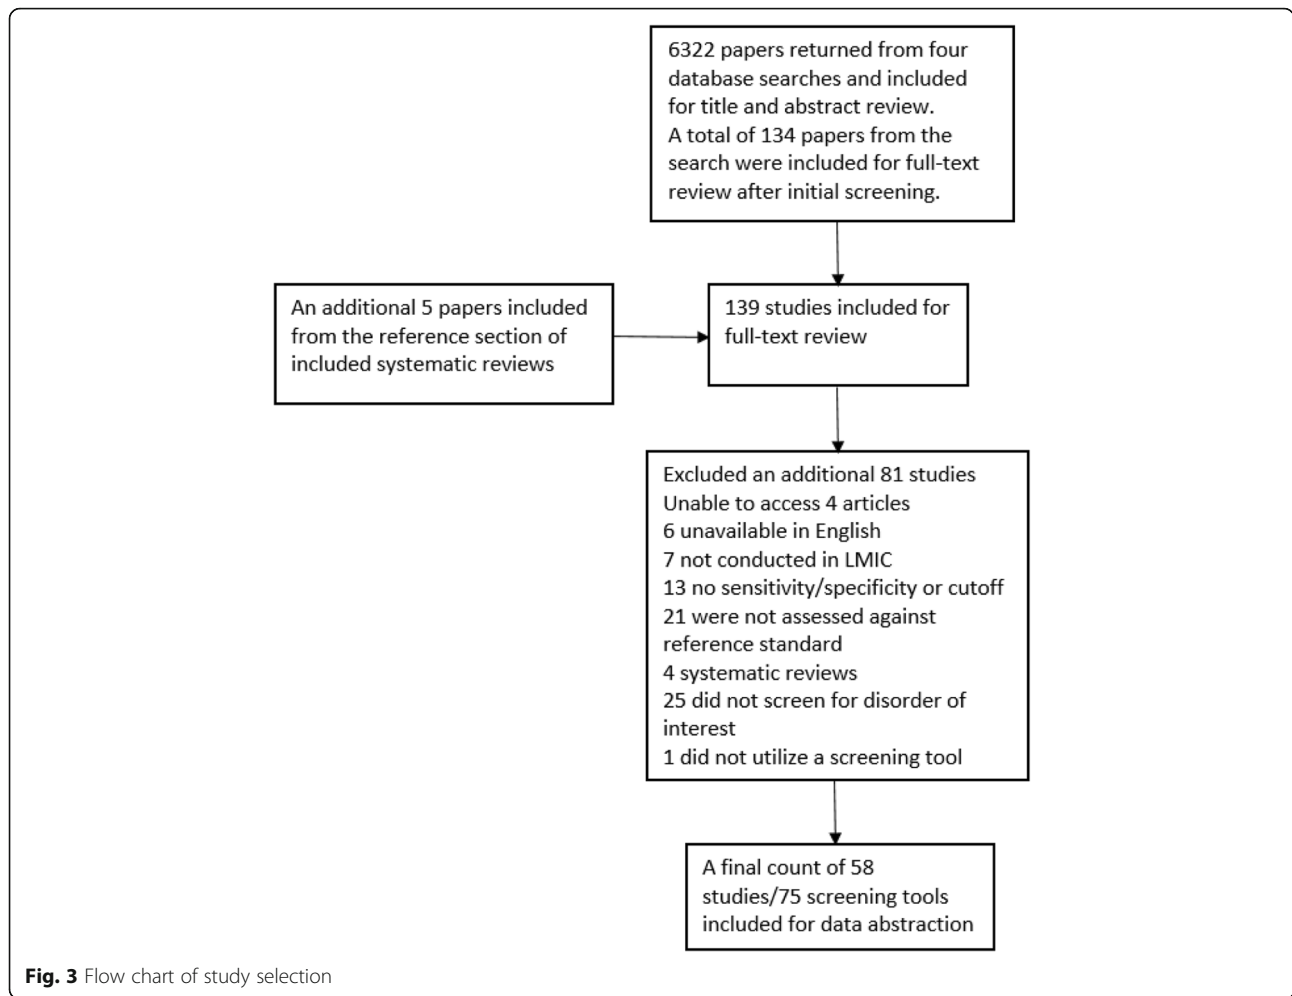 6322 papers returned from four
database searches and included
for title and abstract review.
A total of 134 papers from the
search were included for full-text
review after initial screening.
An additional 5 papers included
from the reference section of
included systematic reviews
139 studies included for
full-text review
Excluded an additional 81 studies
Unable to access 4 articles
6 unavailable in English
7 not conducted in LMIC
13 no sensitivity/specificity or cutoff
21 were not assessed against
reference standard
4 systematic reviews
25 did not screen for disorder of
interest
1 did not utilize a screening tool
A final count of 58
studies/75 screening tools
included for data abstraction
Fig. 3 Flow chart of study selection